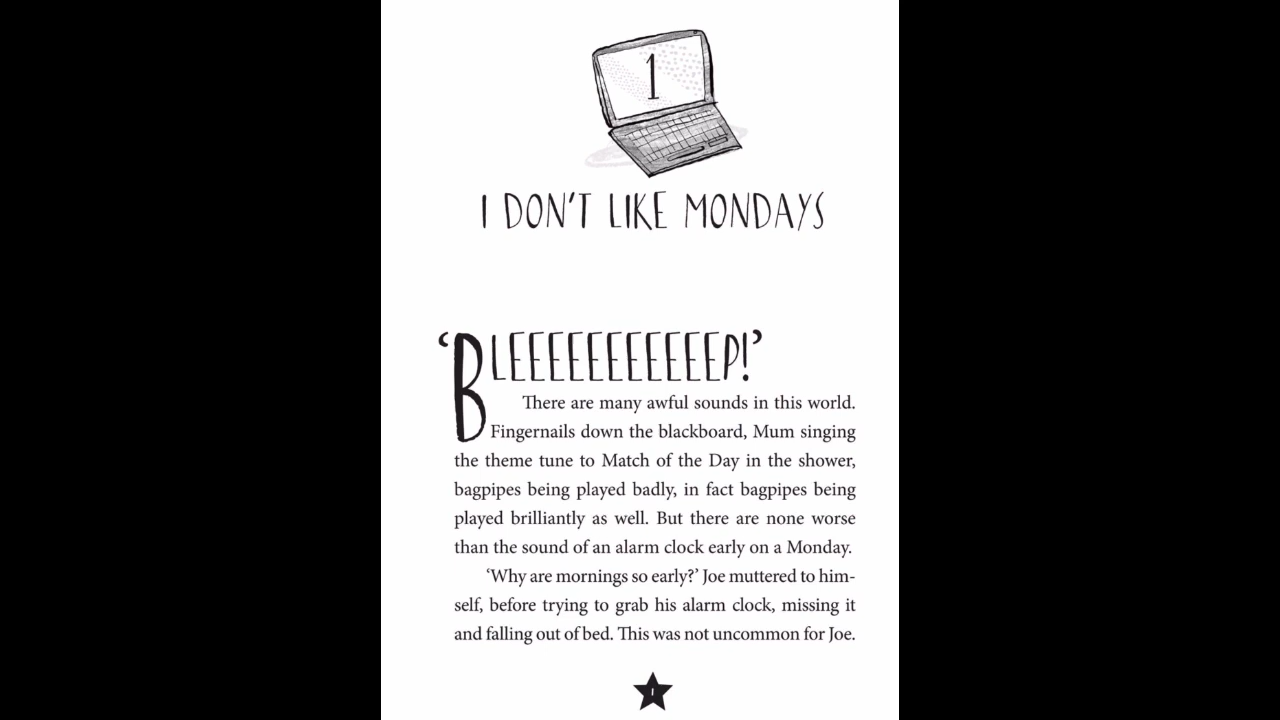 1
I DON'T LIKE MONDAYS
‘BLEEEEEEEEEEEP!’
There are many awful sounds in this world.
Fingernails down the blackboard, Mum singing
the theme tune to Match of the Day in the shower,
bagpipes being played badly, in fact bagpipes being
played brilliantly as well. But there are none worse
than the sound of an alarm clock early on a Monday.
‘Why are mornings so early?’ Joe muttered to him-
self, before trying to grab his alarm clock, missing it
and falling out of bed. This was not uncommon for Joe.
1